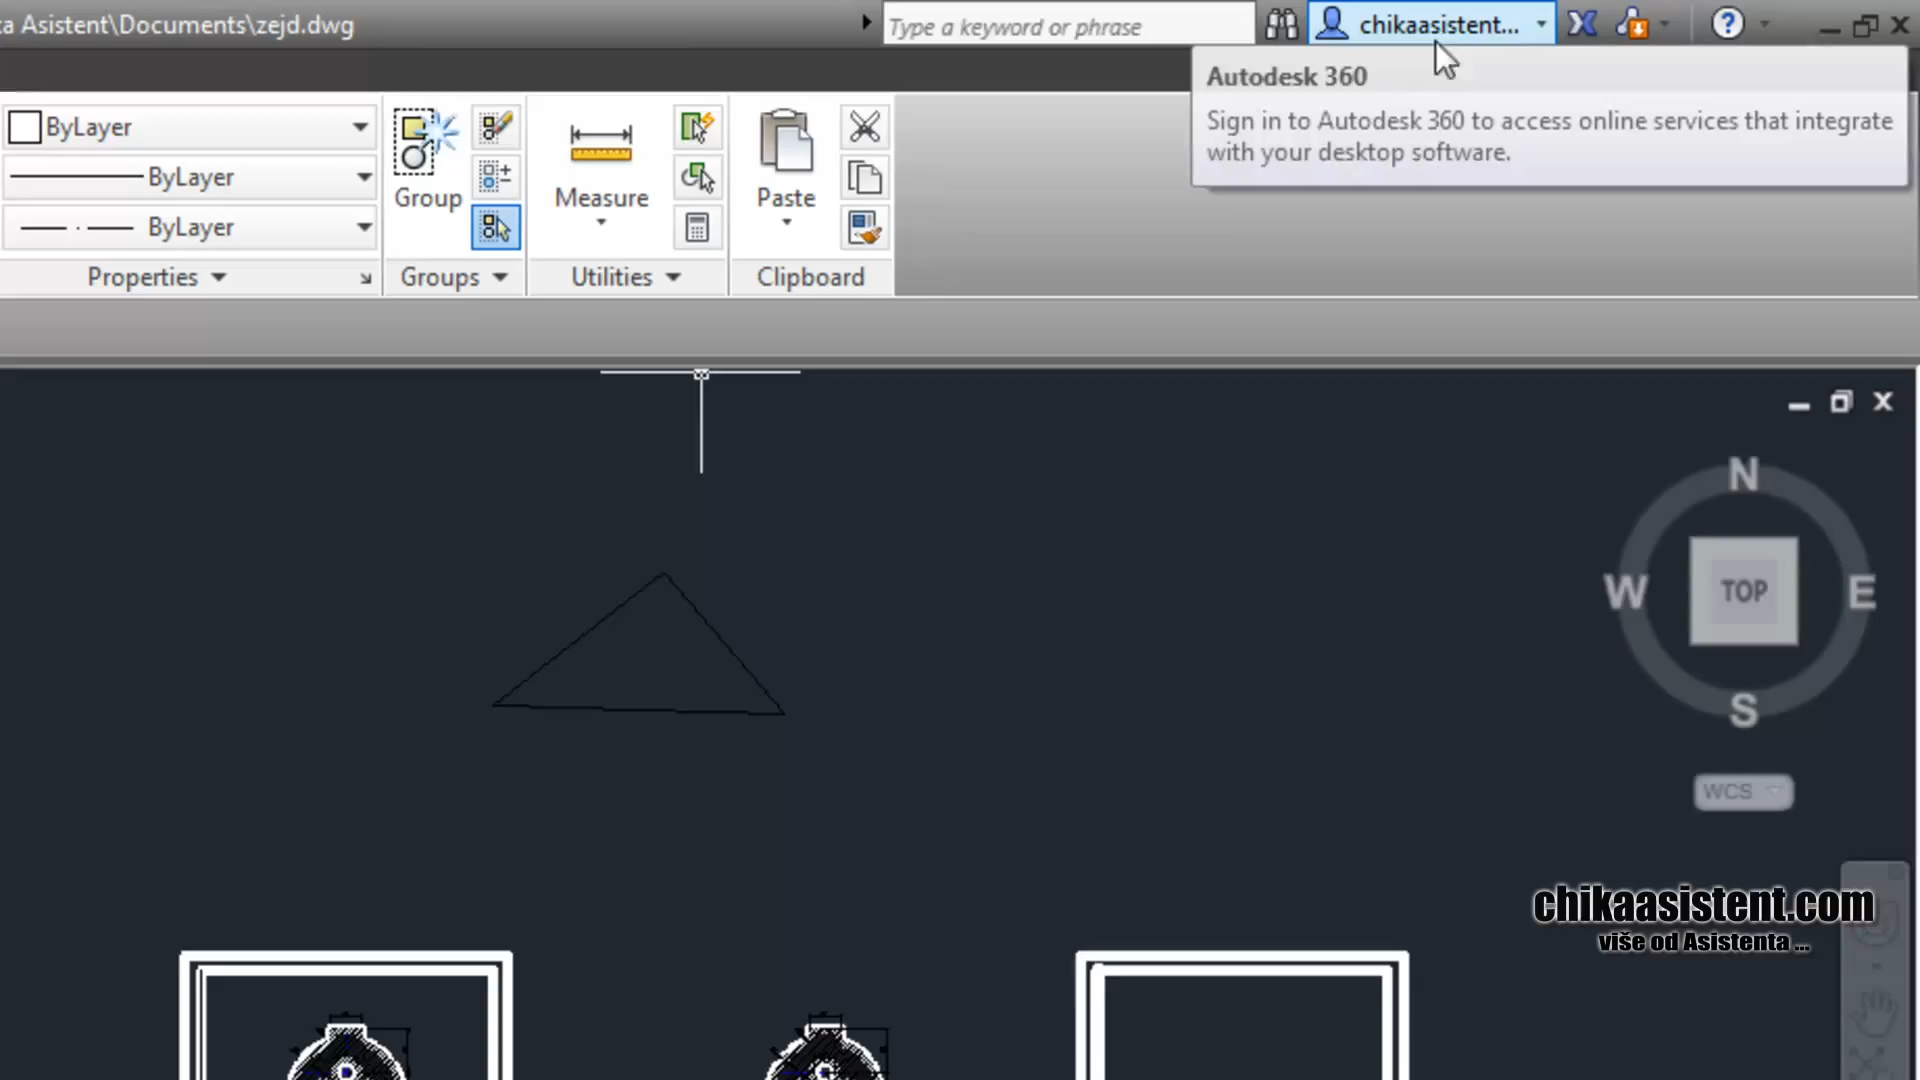 ta Asistent\Documents\zejd.dwg
Type a keyword or phrase
chikaasistent...
Autodesk 360
Sign in to Autodesk 360 to access online services that integrate
with your desktop software.
ByLayer
ByLayer
ByLayer
Group
Measure
Paste
Properties
Groups
Utilities
Clipboard
N
W
TOP
E
S
WCS
chikaasistent.com
više od Asistenta ...